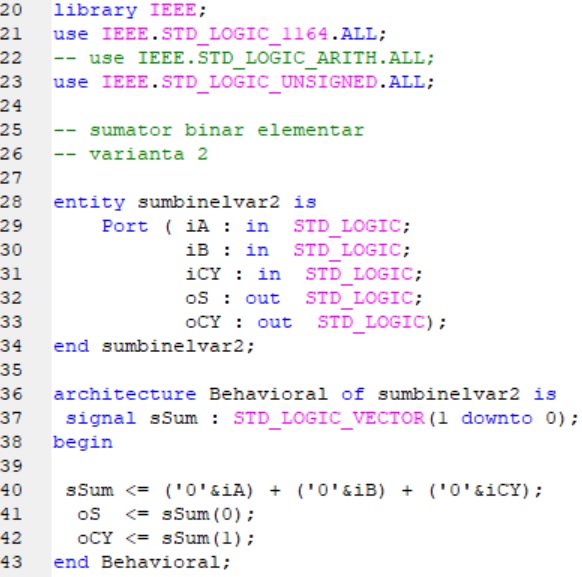 20 library IEEE;
21 use IEEE.STD_LOGIC_1164.ALL;
22 -- use IEEE.STD_LOGIC_ARITH.ALL;
23 use IEEE.STD_LOGIC_UNSIGNED.ALL;
24
25 -- sumator binar elementar
26 -- varianta 2
27
28 entity sumbinelvar2 is
29     Port ( iA : in  STD_LOGIC;
30            iB : in  STD_LOGIC;
31            iCY : in  STD_LOGIC;
32            oS : out  STD_LOGIC;
33            oCY : out  STD_LOGIC);
34 end sumbinelvar2;
35
36 architecture Behavioral of sumbinelvar2 is
37  signal sSum : STD_LOGIC_VECTOR(1 downto 0);
38 begin
39
40  sSum <= ('0'&iA) + ('0'&iB) + ('0'&iCY);
41   oS  <= sSum(0);
42   oCY <= sSum(1);
43 end Behavioral;